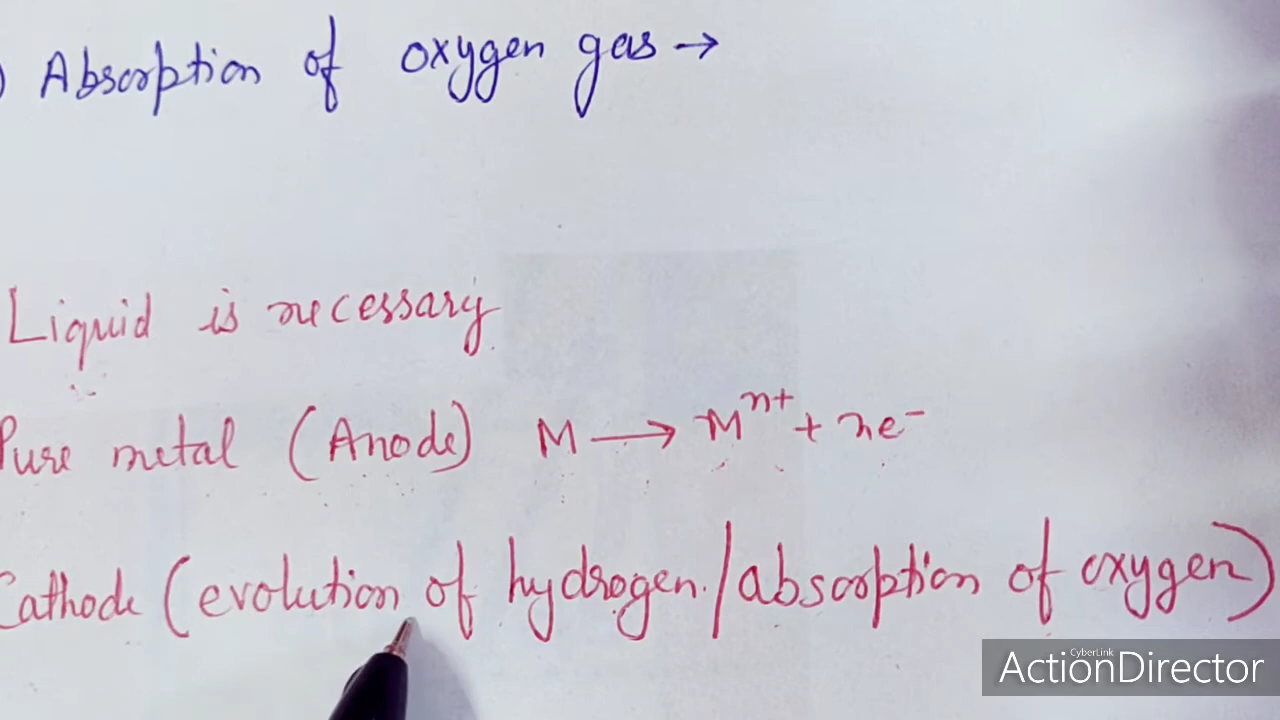 ) Absorption of oxygen gas →
Liquid is necessary.
Pure metal (Anode) M → Mⁿ⁺ + ne⁻
Cathode (evolution of hydrogen / absorption of oxygen)
CyberLink
ActionDirector